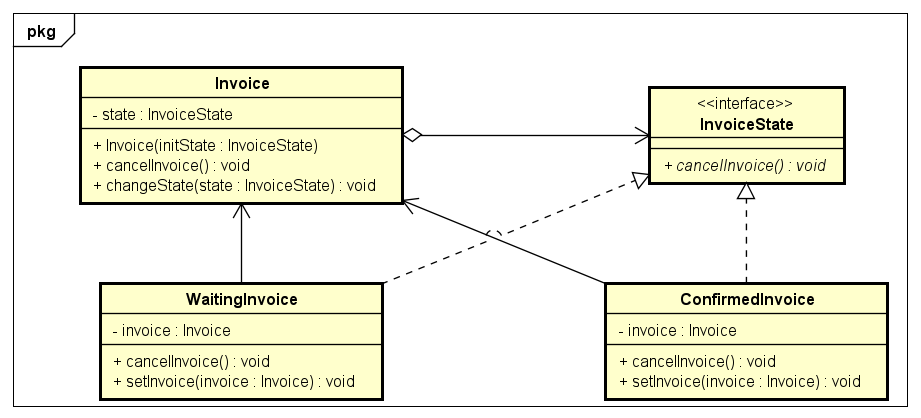 pkg
Invoice
- state : InvoiceState
+ Invoice(initState : InvoiceState)
+ cancelInvoice() : void
+ changeState(state : InvoiceState) : void
<<interface>>
InvoiceState
+ cancelInvoice() : void
WaitingInvoice
- invoice : Invoice
+ cancelInvoice() : void
+ setInvoice(invoice : Invoice) : void
ConfirmedInvoice
- invoice : Invoice
+ cancelInvoice() : void
+ setInvoice(invoice : Invoice) : void